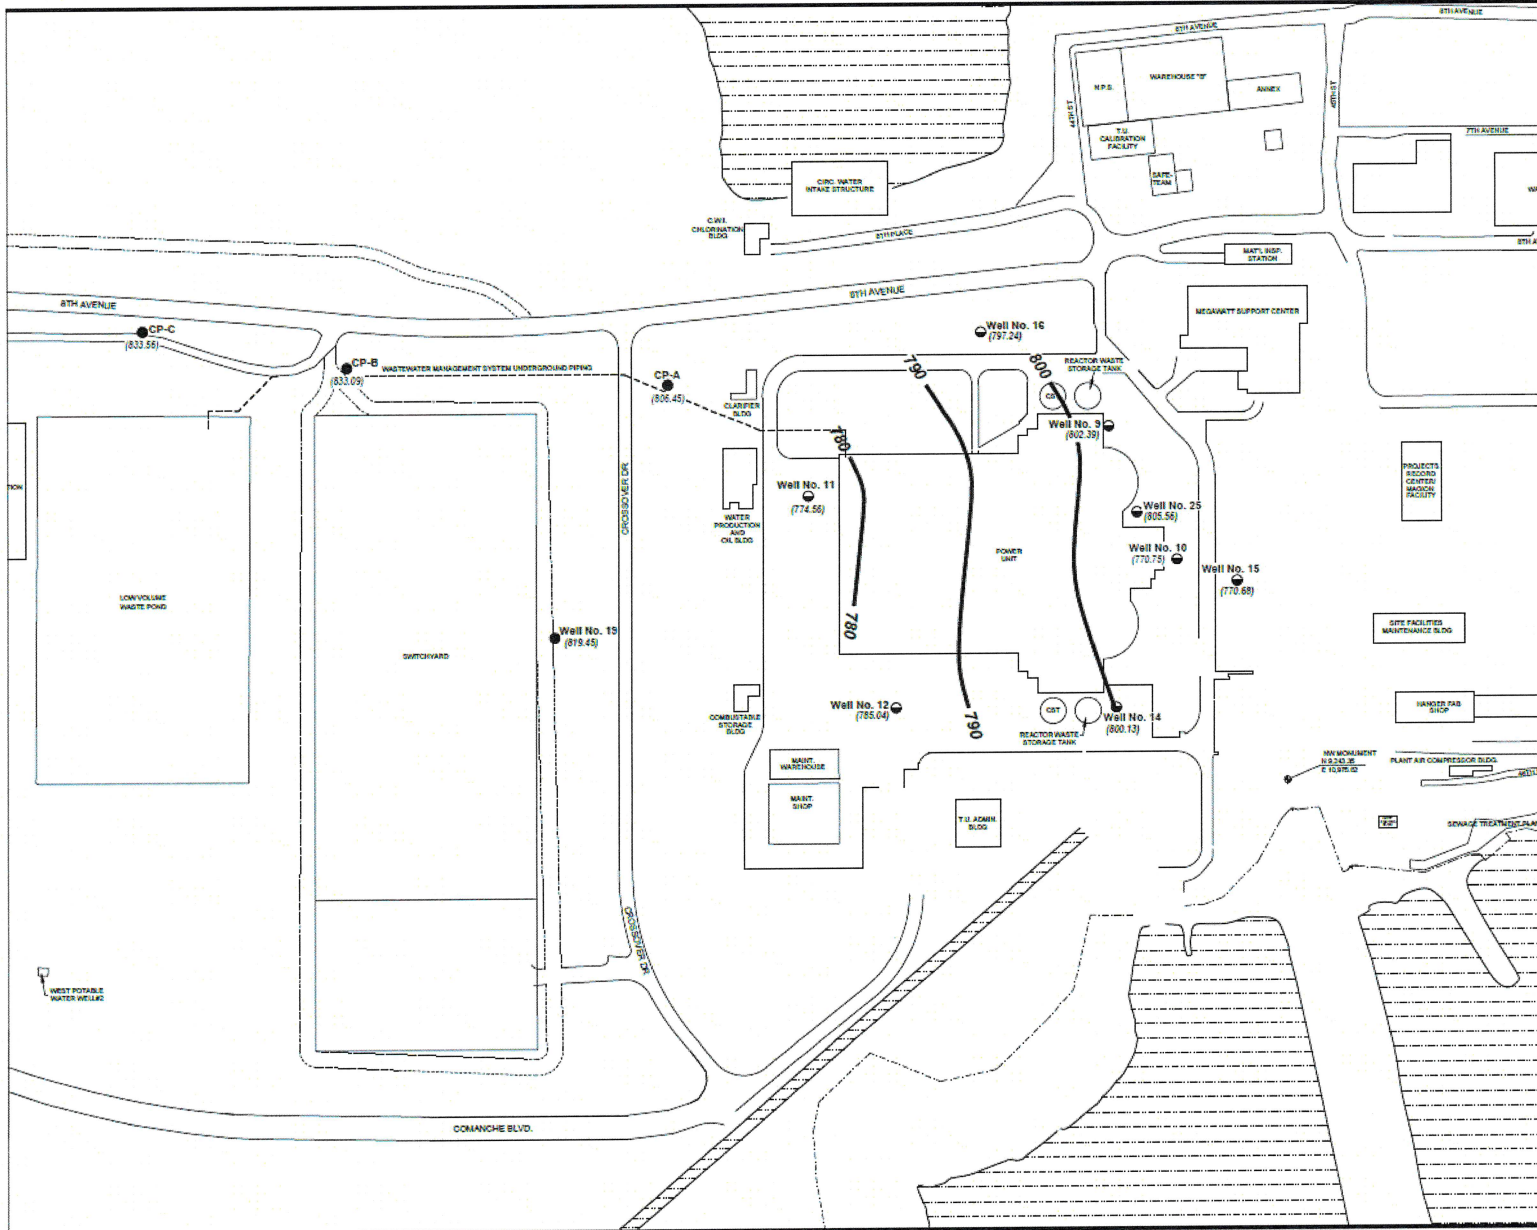 8TH AVENUE
8TH AVENUE
44TH ST
N.P.S.
WAREHOUSE "B"
ANNEX
45TH ST
T.U.
CALIBRATION
FACILITY
SAFE-
TEAM
7TH AVENUE
CIRC. WATER
INTAKE STRUCTURE
C.W.I.
CHLORINATION
BLDG
8TH PLACE
MAT'L INSP.
STATION
8TH AVENUE
8TH AVENUE
MEGAWATT SUPPORT CENTER
CP-C
(833.56)
CP-B
(833.09)
WASTEWATER MANAGEMENT SYSTEM UNDERGROUND PIPING
CP-A
(806.45)
CLARIFIER
BLDG
Well No. 16
(797.24)
790
800
REACTOR WASTE
STORAGE TANK
CST
Well No. 9
(802.39)
780
Well No. 11
(774.56)
WATER
PRODUCTION
AND
OIL BLDG
CROSSOVER DR
Well No. 25
(805.56)
PROJECTS
RECORD
CENTER/
MAGION
FACILITY
POWER
UNIT
Well No. 10
(770.75)
Well No. 15
(770.68)
LOW VOLUME
WASTE POND
SWITCHYARD
Well No. 19
(819.45)
780
SITE FACILITIES
MAINTENANCE BLDG
COMBUSTABLE
STORAGE
BLDG
Well No. 12
(785.04)
790
CST
REACTOR WASTE
STORAGE TANK
Well No. 14
(800.13)
HANGER FAB
SHOP
MAINT.
WAREHOUSE
MAINT.
SHOP
NW MONUMENT
PLANT AIR COMPRESSOR BLDG.
T.U. ADMIN.
BLDG
SEWAGE TREATMENT PLA
CROSSOVER DR
WEST POTABLE
WATER WELL#2
COMANCHE BLVD.